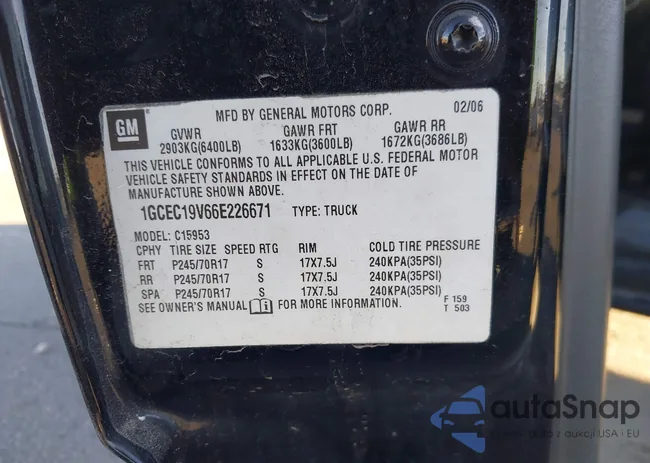 GM
MFD BY GENERAL MOTORS CORP. 02/06
GVWR GAWR FRT GAWR RR
2903KG(6400LB) 1633KG(3600LB) 1672KG(3686LB)
THIS VEHICLE CONFORMS TO ALL APPLICABLE U.S. FEDERAL MOTOR
VEHICLE SAFETY STANDARDS IN EFFECT ON THE DATE OF
MANUFACTURE SHOWN ABOVE.
1GCEC19V66E226671 TYPE: TRUCK
MODEL: C15953
CPHY TIRE SIZE SPEED RTG RIM COLD TIRE PRESSURE
FRT P245/70R17 S 17X7.5J 240KPA(35PSI)
RR P245/70R17 S 17X7.5J 240KPA(35PSI)
SPA P245/70R17 S 17X7.5J 240KPA(35PSI)
SEE OWNER'S MANUAL FOR MORE INFORMATION. F 159
T 503
autaSnap
z aukcji USA i EU